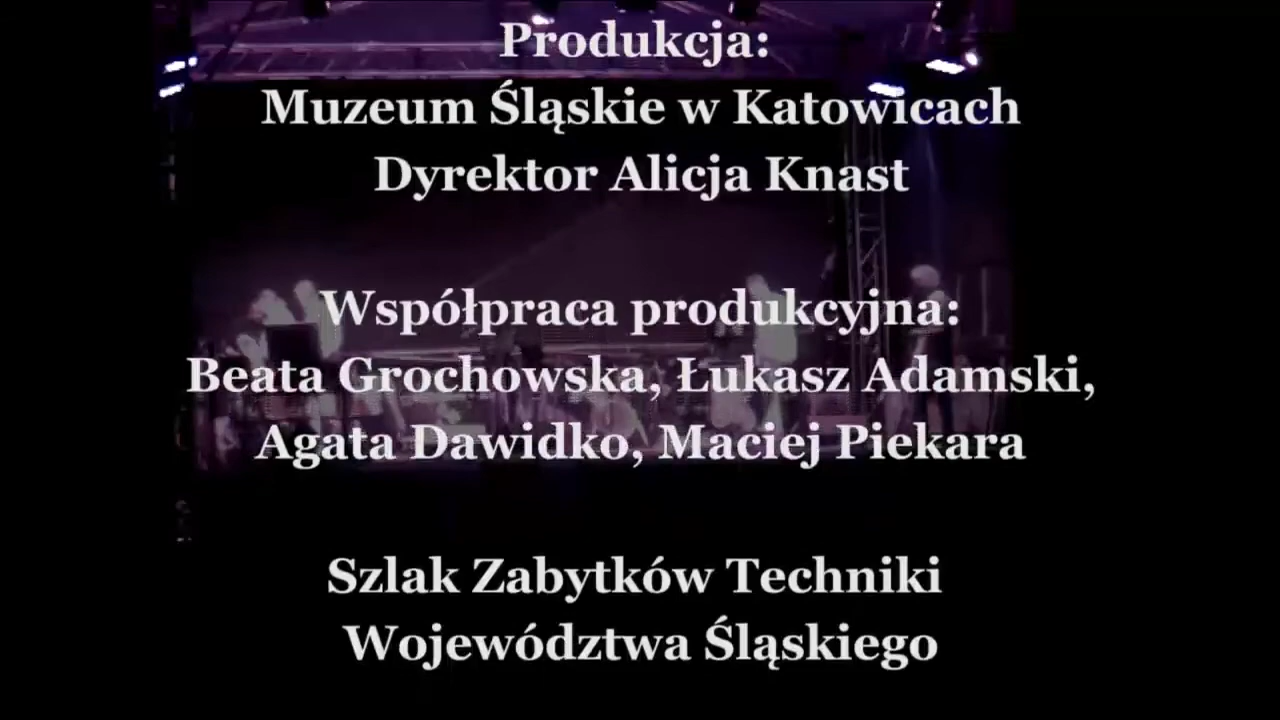 Produkcja:
Muzeum Śląskie w Katowicach
Dyrektor Alicja Knast
Współpraca produkcyjna:
Beata Grochowska, Łukasz Adamski,
Agata Dawidko, Maciej Piekara
Szlak Zabytków Techniki
Województwa Śląskiego